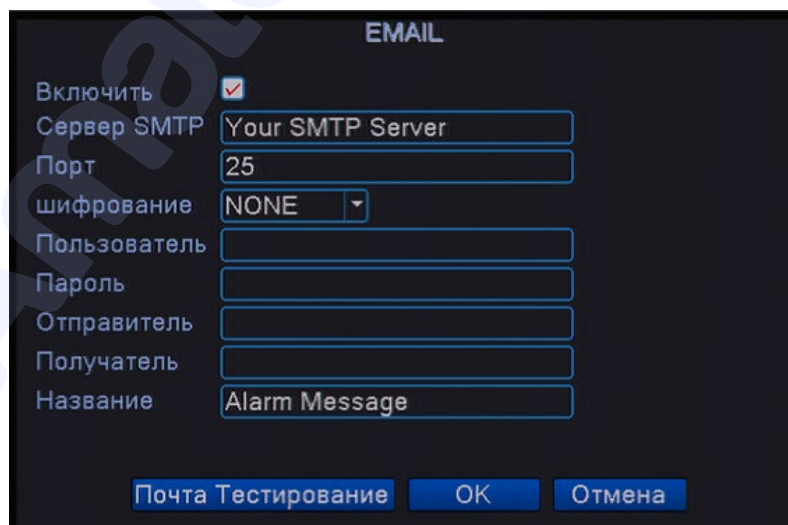 EMAIL
Включить
Сервер SMTP Your SMTP Server
Порт 25
шифрование NONE
Пользователь
Пароль
Отправитель
Получатель
Название Alarm Message
Почта Тестирование OK Отмена